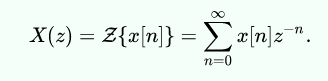 X(z) = 𝒵{x[n]} = ∑_{n=0}^{∞} x[n]z^{-n}.